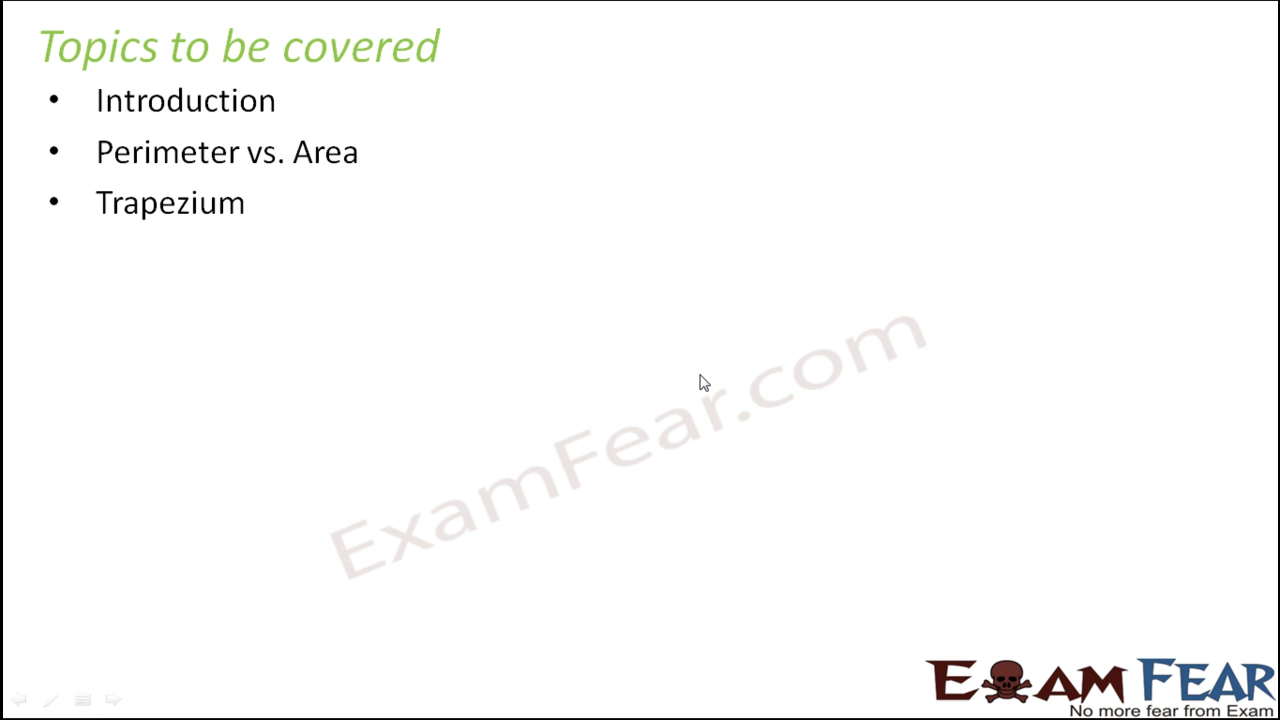 Topics to be covered
• Introduction
• Perimeter vs. Area
• Trapezium
ExamFear.com
EXAM FEAR
No more fear from Exam